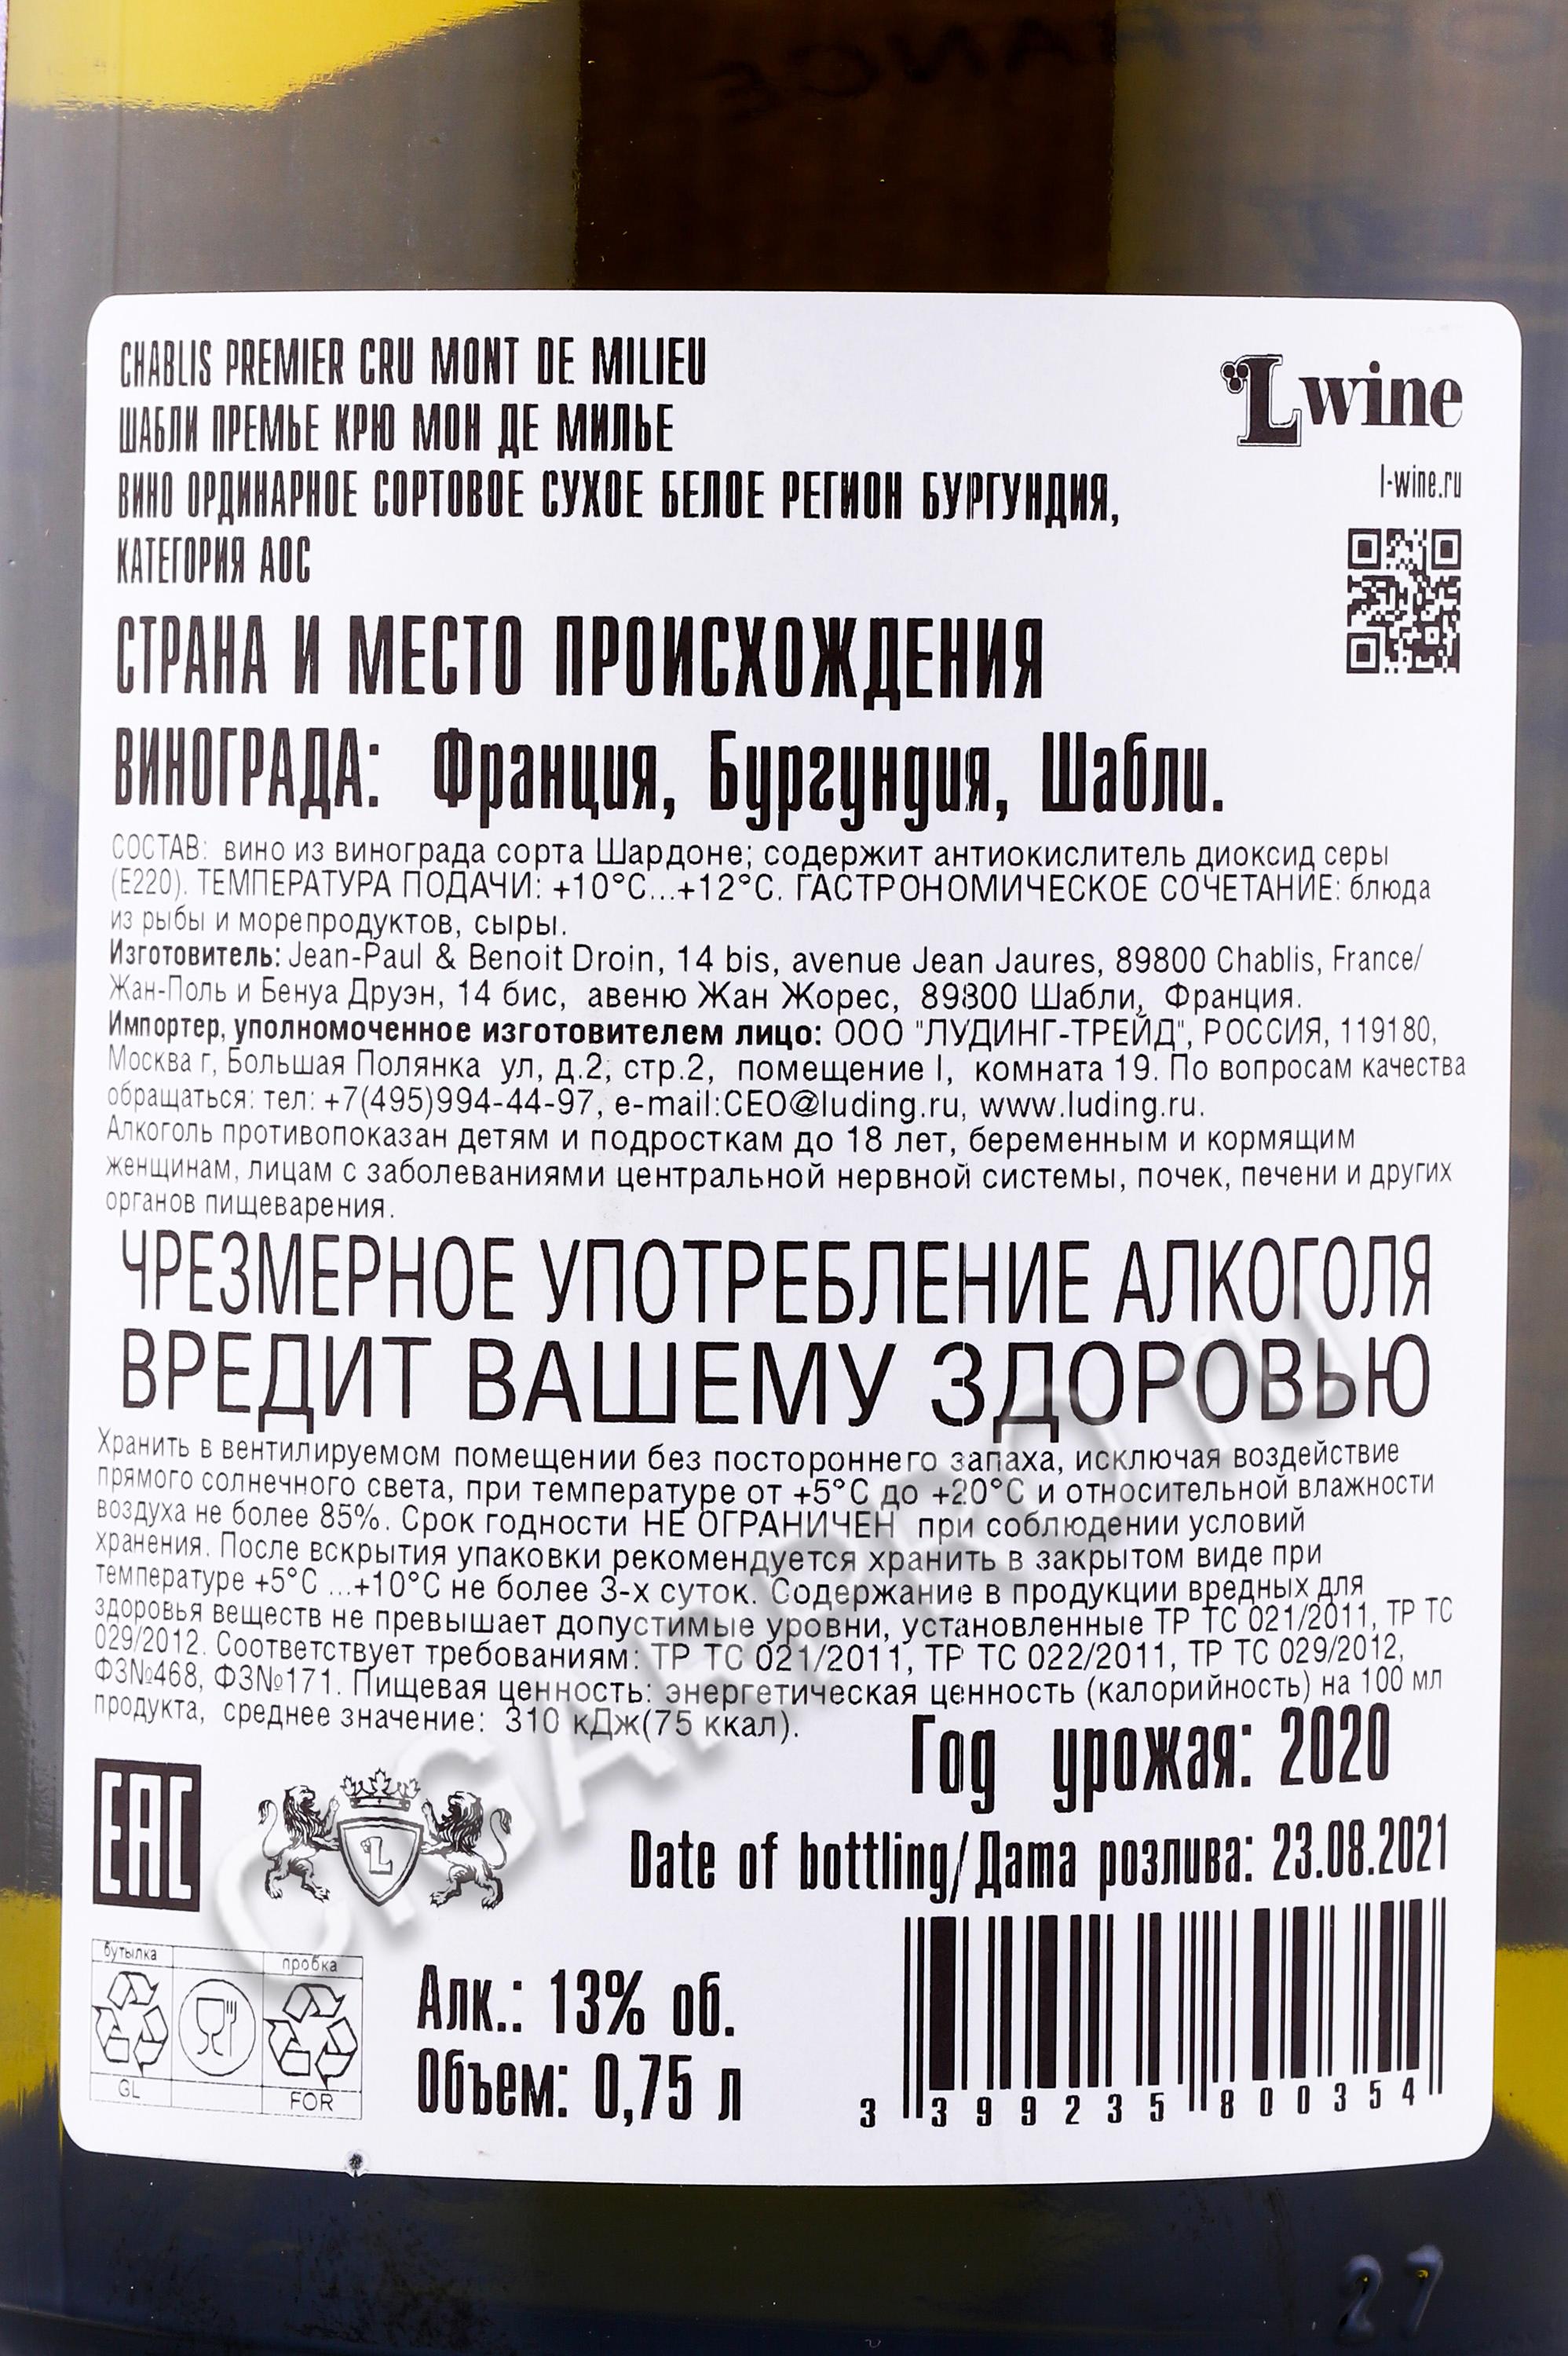 CHABLIS PREMIER CRU MONT DE MILIEU
ШАБЛИ ПРЕМЬЕ КРЮ МОН ДЕ МИЛЬЕ
ВИНО ОРДИНАРНОЕ СОРТОВОЕ СУХОЕ БЕЛОЕ РЕГИОН БУРГУНДИЯ,
КАТЕГОРИЯ АОС
L wine
l-wine.ru
СТРАНА И МЕСТО ПРОИСХОЖДЕНИЯ
ВИНОГРАДА: Франция, Бургундия, Шабли.
СОСТАВ: вино из винограда сорта Шардоне; содержит антиокислитель диоксид серы
(Е220). ТЕМПЕРАТУРА ПОДАЧИ: +10°С...+12°С. ГАСТРОНОМИЧЕСКОЕ СОЧЕТАНИЕ: блюда
из рыбы и морепродуктов, сыры.
Изготовитель: Jean-Paul & Benoit Droin, 14 bis, avenue Jean Jaures, 89800 Chablis, France/
Жан-Поль и Бенуа Друэн, 14 бис, авеню Жан Жорес, 89800 Шабли, Франция.
Импортер, уполномоченное изготовителем лицо: ООО "ЛУДИНГ-ТРЕЙД", РОССИЯ, 119180,
Москва г, Большая Полянка ул, д.2, стр.2, помещение I, комната 19. По вопросам качества
обращаться: тел: +7(495)994-44-97, e-mail:CEO@luding.ru, www.luding.ru.
Алкоголь противопоказан детям и подросткам до 18 лет, беременным и кормящим
женщинам, лицам с заболеваниями центральной нервной системы, почек, печени и других
органов пищеварения.
ЧРЕЗМЕРНОЕ УПОТРЕБЛЕНИЕ АЛКОГОЛЯ
ВРЕДИТ ВАШЕМУ ЗДОРОВЬЮ
Хранить в вентилируемом помещении без постороннего запаха, исключая воздействие
прямого солнечного света, при температуре от +5°С до +20°С и относительной влажности
воздуха не более 85%. Срок годности НЕ ОГРАНИЧЕН при соблюдении условий
хранения. После вскрытия упаковки рекомендуется хранить в закрытом виде при
температуре +5°С ...+10°С не более 3-х суток. Содержание в продукции вредных для
здоровья веществ не превышает допустимые уровни, установленные ТР ТС 021/2011, ТР ТС
029/2012. Соответствует требованиям: ТР ТС 021/2011, ТР ТС 022/2011, ТР ТС 029/2012,
ФЗ№468, ФЗ№171. Пищевая ценность: энергетическая ценность (калорийность) на 100 мл
продукта, среднее значение: 310 кДж(75 ккал).
Год урожая: 2020
Date of bottling/Дата розлива: 23.08.2021
EAC
L
бутылка
пробка
GL
FOR
Алк.: 13% об.
Объем: 0,75 л
3 399235 800354
CIGARPRO.ru
27